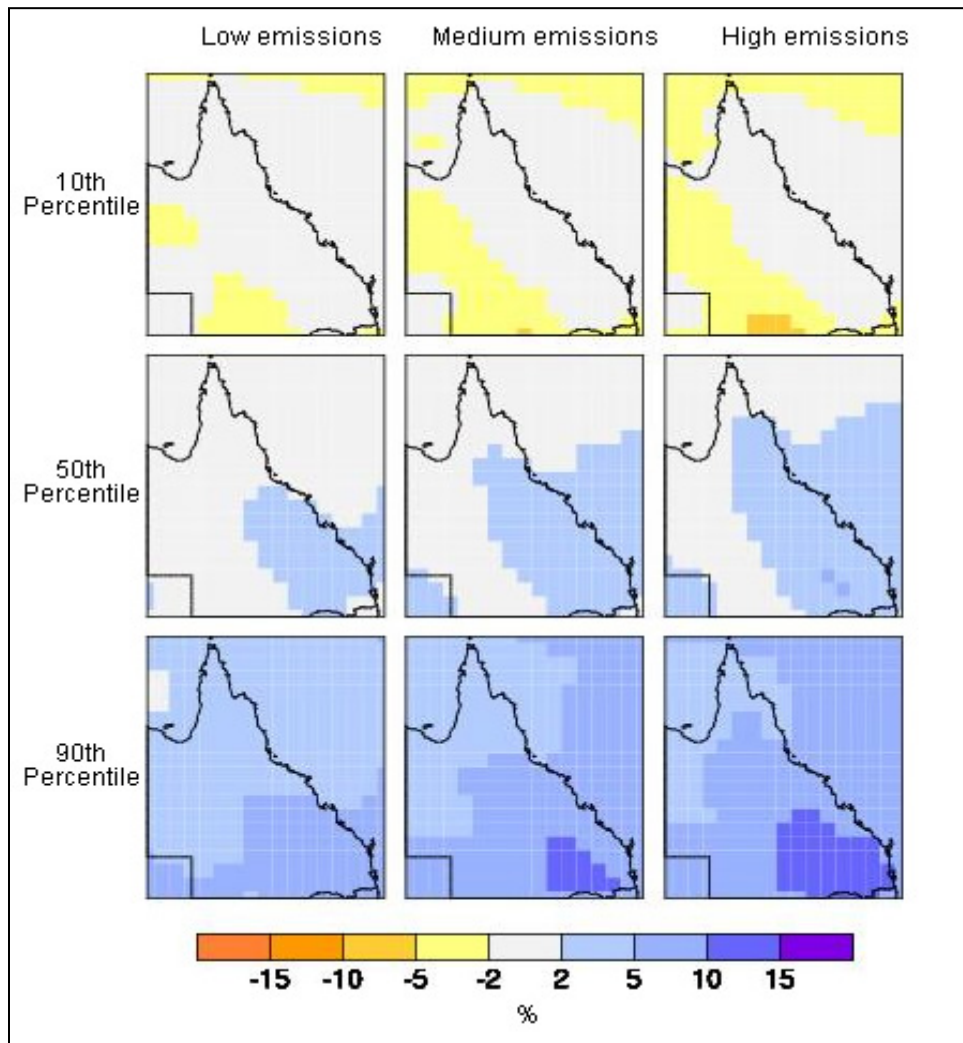 Low emissions Medium emissions High emissions
10th
Percentile
50th
Percentile
90th
Percentile
-15 -10 -5 -2 2 5 10 15
%